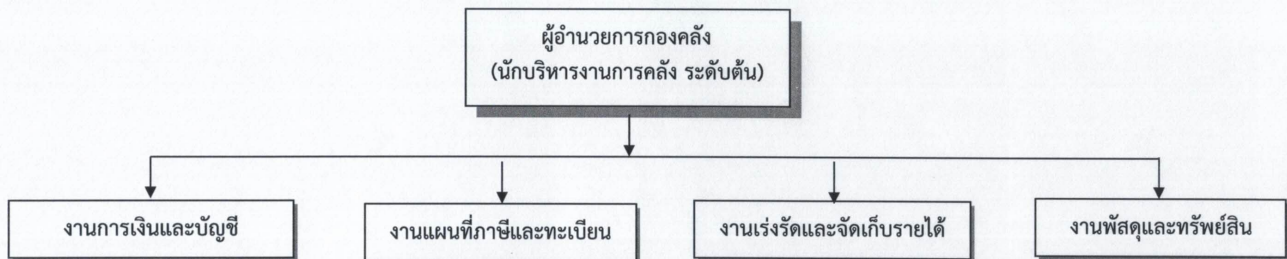 ผู้อำนวยการกองคลัง
(นักบริหารงานการคลัง ระดับต้น)
งานการเงินและบัญชี
งานแผนที่ภาษีและทะเบียน
งานเร่งรัดและจัดเก็บรายได้
งานพัสดุและทรัพย์สิน